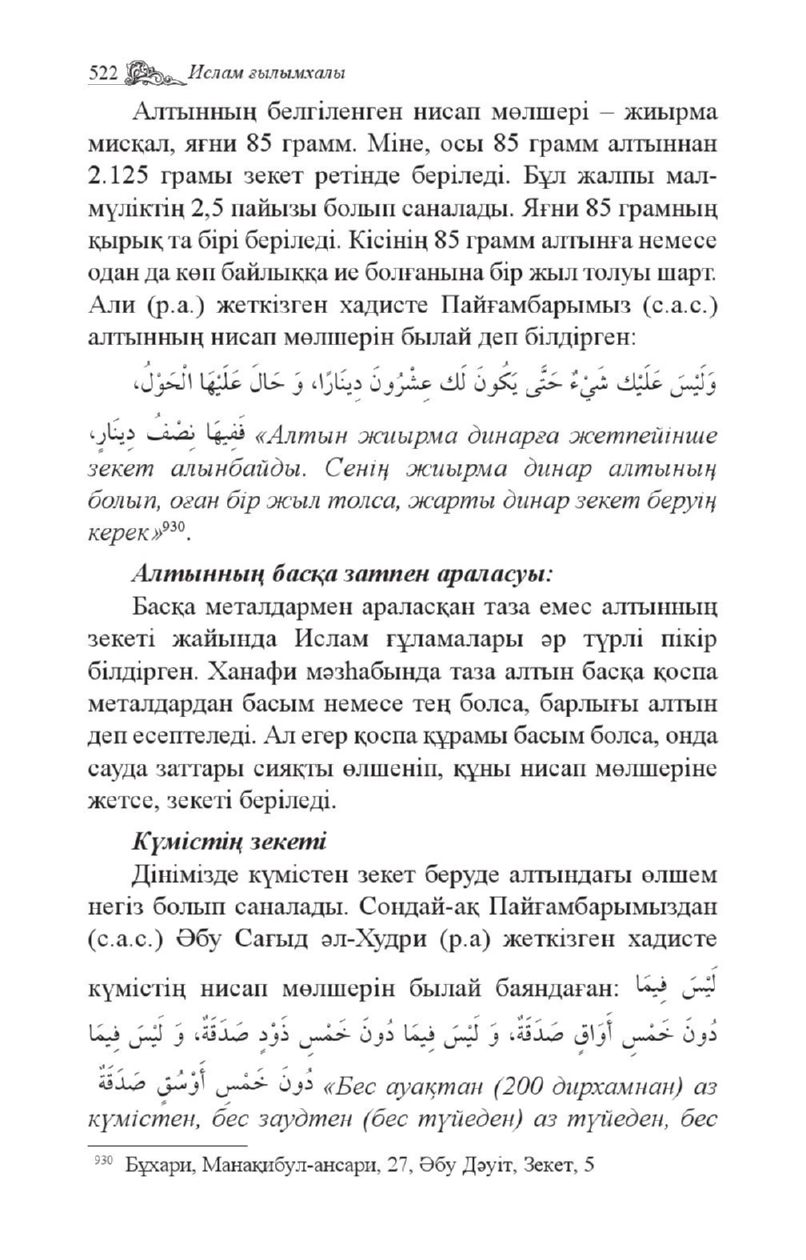 522 Ислам ғылымхалы
Алтынның белгіленген нисап мөлшері – жиырма
мисқал, яғни 85 грамм. Міне, осы 85 грамм алтыннан
2.125 грамы зекет ретінде беріледі. Бұл жалпы мал-
мүліктің 2,5 пайызы болып саналады. Яғни 85 грамның
қырық та бірі беріледі. Кісінің 85 грамм алтынға немесе
одан да көп байлыққа ие болғанына бір жыл толуы шарт.
Али (р.а.) жеткізген хадисте Пайғамбарымыз (с.а.с.)
алтынның нисап мөлшерін былай деп білдірген:
وَلَيْسَ عَلَيْك شَيْءٌ حَتَّى يَكُونَ لَك عِشْرُونَ دِينَارًا، وَ حَالَ عَلَيْهَا الْحَوْلُ،
فَفِيهَا نِصْفُ دِينَارٍ، «Алтын жиырма динарға жетпейінше
зекет алынбайды. Сенің жиырма динар алтының
болып, оған бір жыл толса, жарты динар зекет беруің
керек»⁹³⁰.
Алтынның басқа затпен араласуы:
Басқа металдармен араласқан таза емес алтынның
зекеті жайында Ислам ғұламалары әр түрлі пікір
білдірген. Ханафи мәзһабында таза алтын басқа қоспа
металдардан басым немесе тең болса, барлығы алтын
деп есептеледі. Ал егер қоспа құрамы басым болса, онда
сауда заттары сияқты өлшеніп, құны нисап мөлшеріне
жетсе, зекеті беріледі.
Күмістің зекеті
Дінімізде күмістен зекет беруде алтындағы өлшем
негіз болып саналады. Сондай-ақ Пайғамбарымыздан
(с.а.с.) Әбу Сағыд әл-Худри (р.а) жеткізген хадисте
күмістің нисап мөлшерін былай баяндаған: لَيْسَ فِيمَا
دُونَ خَمْسِ أَوَاقٍ صَدَقَةٌ، وَ لَيْسَ فِيمَا دُونَ خَمْسِ ذَوْدٍ صَدَقَةٌ، وَ لَيْسَ فِيمَا
دُونَ خَمْسِ أَوْسُقٍ صَدَقَةٌ «Бес ауақтан (200 дирхамнан) аз
күмістен, бес заудтен (бес түйеден) аз түйеден, бес
⁹³⁰ Бұхари, Манақибул-ансари, 27, Әбу Дәуіт, Зекет, 5